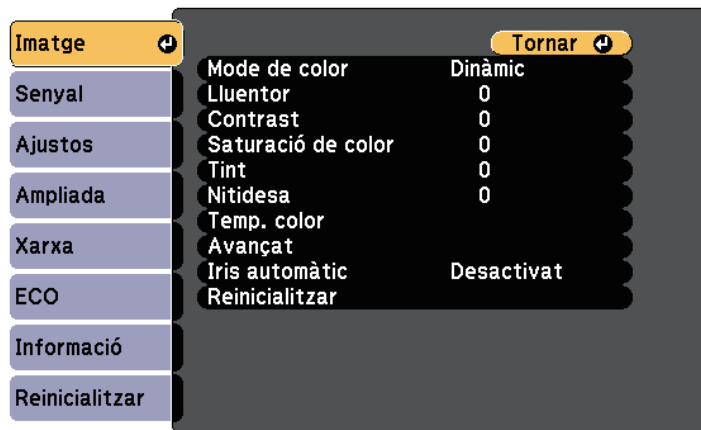 Imatge
Senyal
Ajustos
Ampliada
Xarxa
ECO
Informació
Reinicialitzar
Tornar
Mode de color Dinàmic
Lluentor 0
Contrast 0
Saturació de color 0
Tint 0
Nitidesa 0
Temp. color
Avançat
Iris automàtic Desactivat
Reinicialitzar